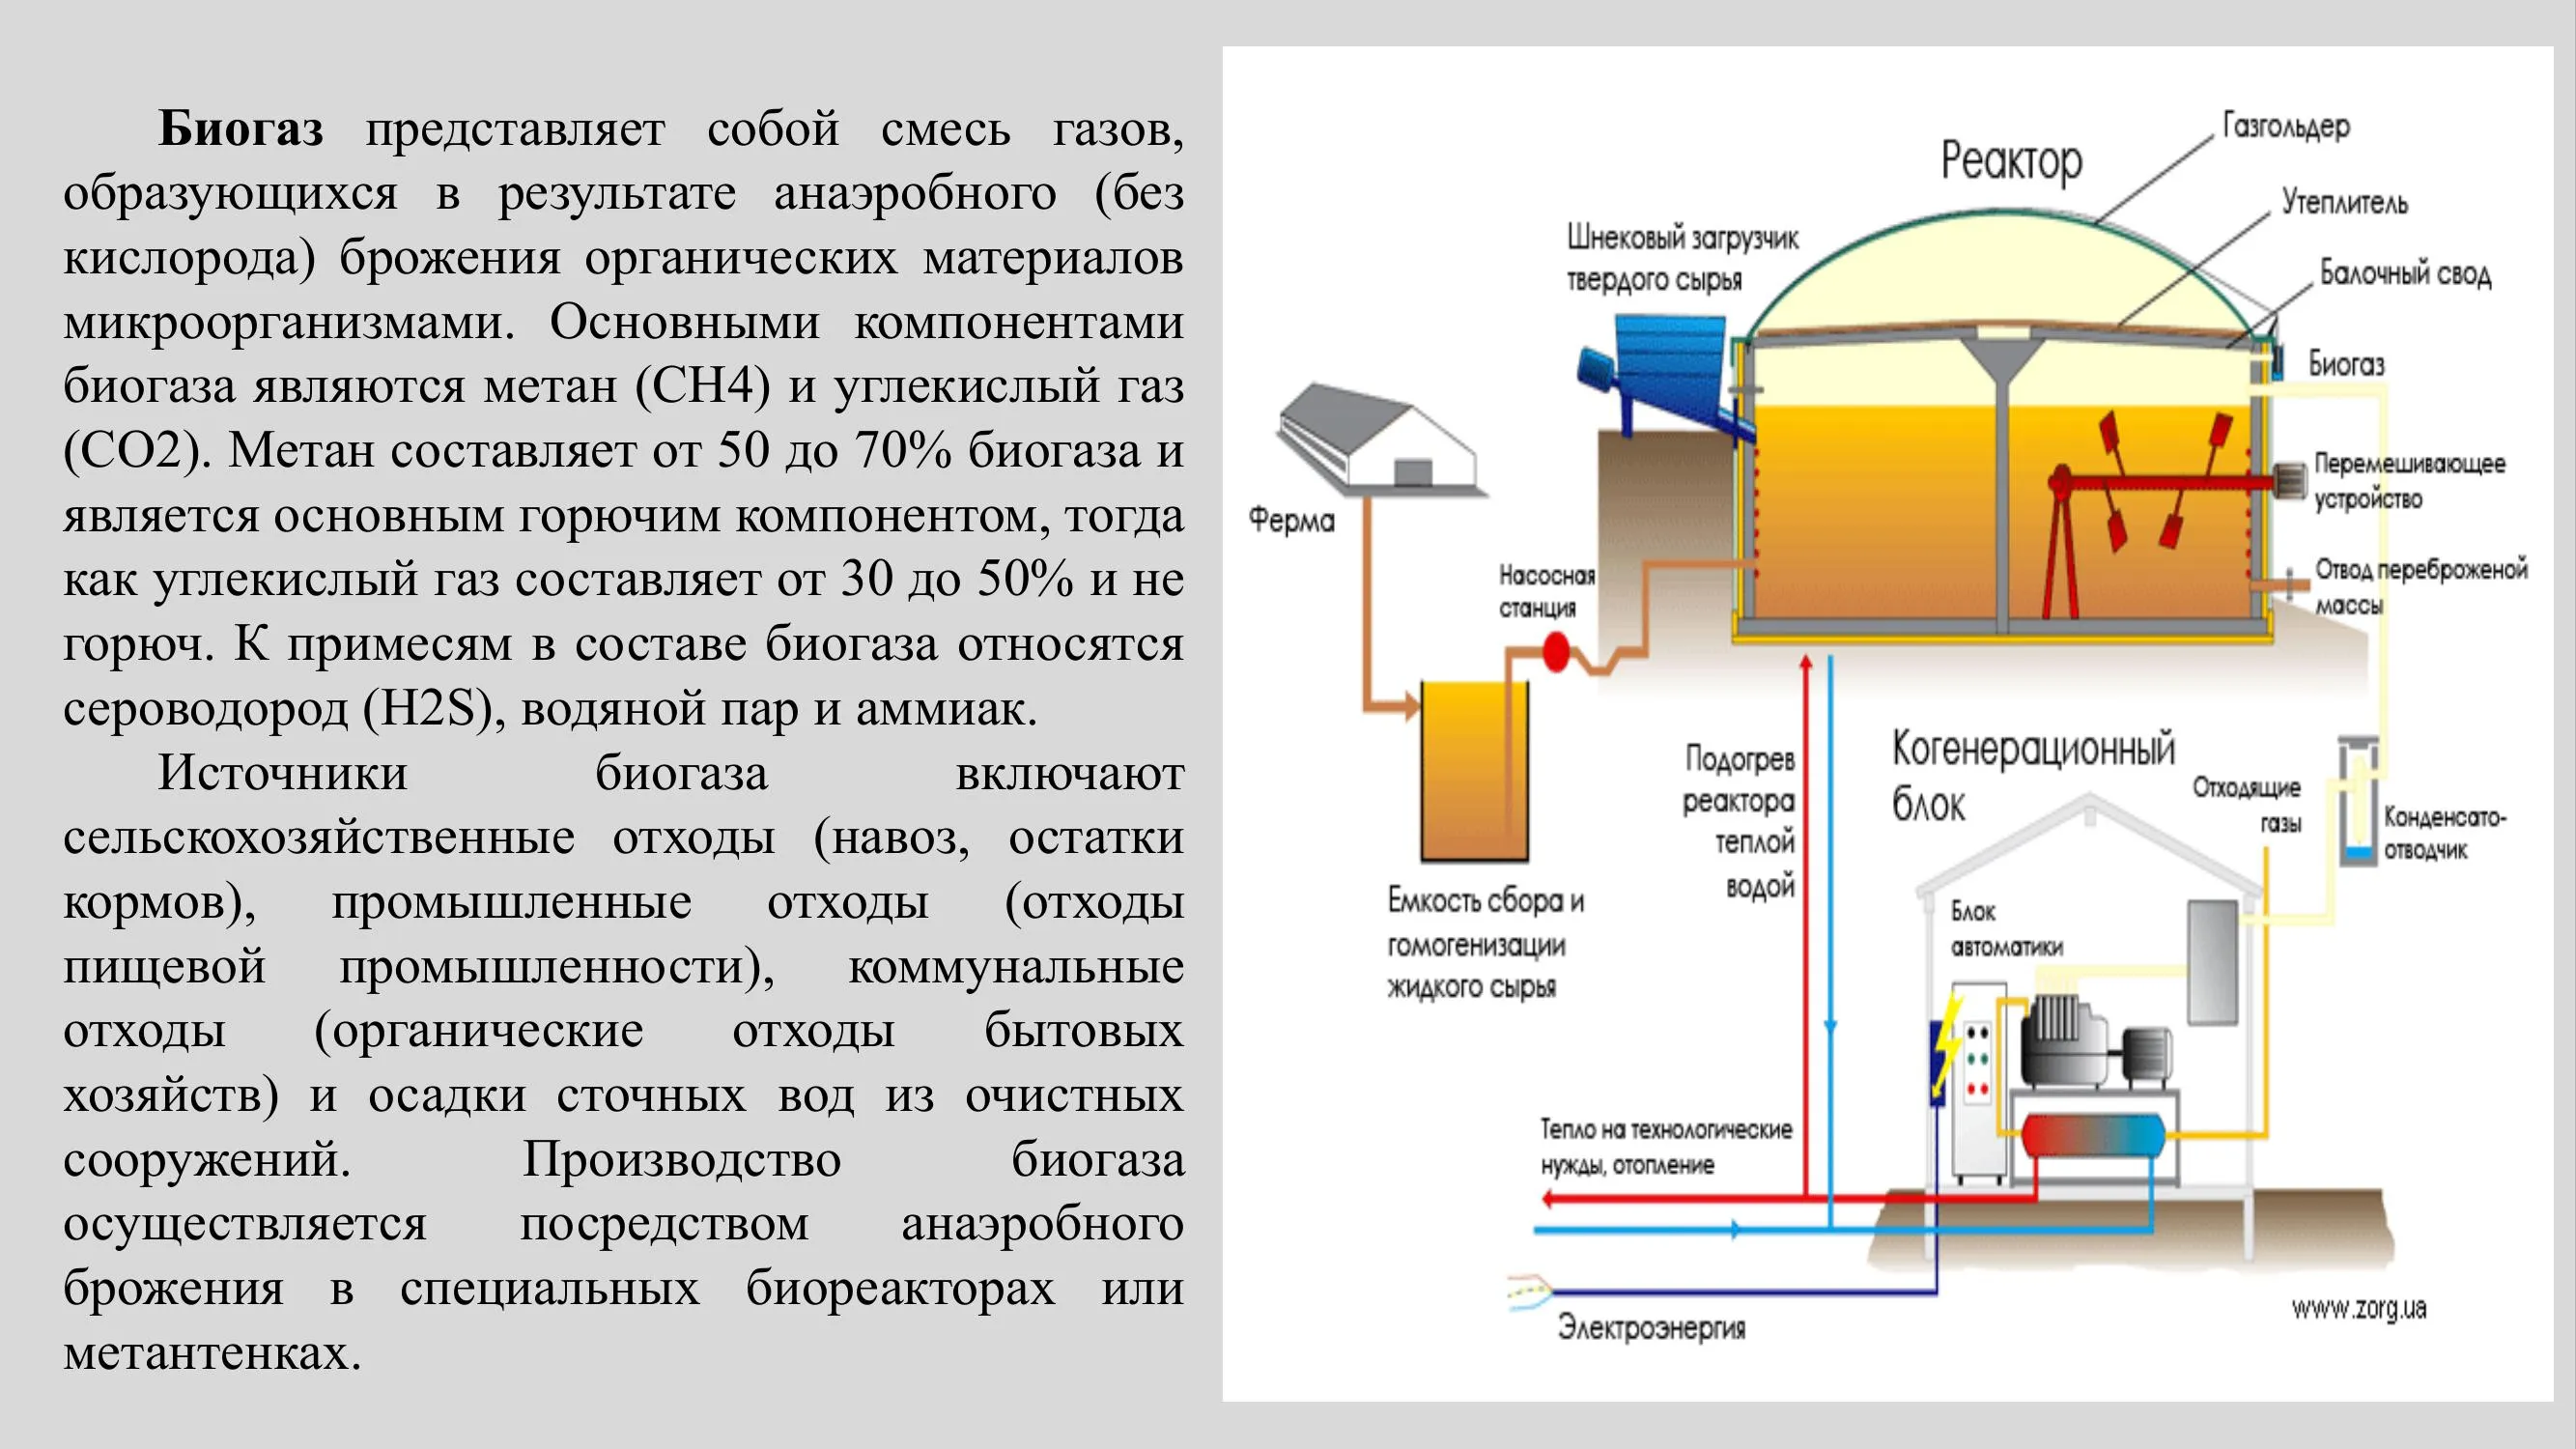 Биогаз представляет собой смесь газов,
образующихся в результате анаэробного (без
кислорода) брожения органических материалов
микроорганизмами. Основными компонентами
биогаза являются метан (CH4) и углекислый газ
(CO2). Метан составляет от 50 до 70% биогаза и
является основным горючим компонентом, тогда
как углекислый газ составляет от 30 до 50% и не
горюч. К примесям в составе биогаза относятся
сероводород (H2S), водяной пар и аммиак.
Источники биогаза включают
сельскохозяйственные отходы (навоз, остатки
кормов), промышленные отходы (отходы
пищевой промышленности), коммунальные
отходы (органические отходы бытовых
хозяйств) и осадки сточных вод из очистных
сооружений. Производство биогаза
осуществляется посредством анаэробного
брожения в специальных биореакторах или
метантенках.
Газгольдер
Реактор
Утеплитель
Шнековый загрузчик
твердого сырья
Балочный свод
Биогаз
Перемешивающее
устройство
Ферма
Насосная
станция
Отвод переброженой
массы
Подогрев
реактора
теплой
водой
Когенерационный
блок
Отходящие
газы
Конденсато-
отводчик
Емкость сбора и
гомогенизации
жидкого сырья
Блок
автоматики
Тепло на технологические
нужды, отопление
Электроэнергия
www.zorg.ua